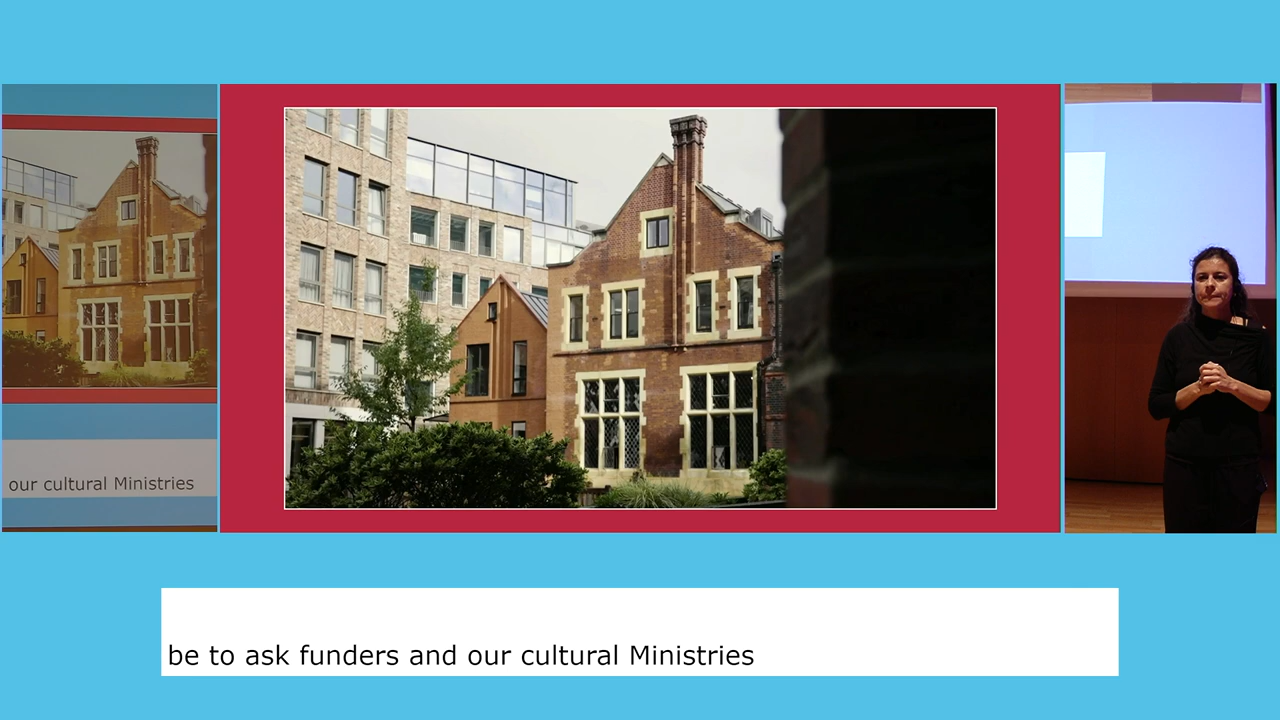 our cultural Ministries
be to ask funders and our cultural Ministries